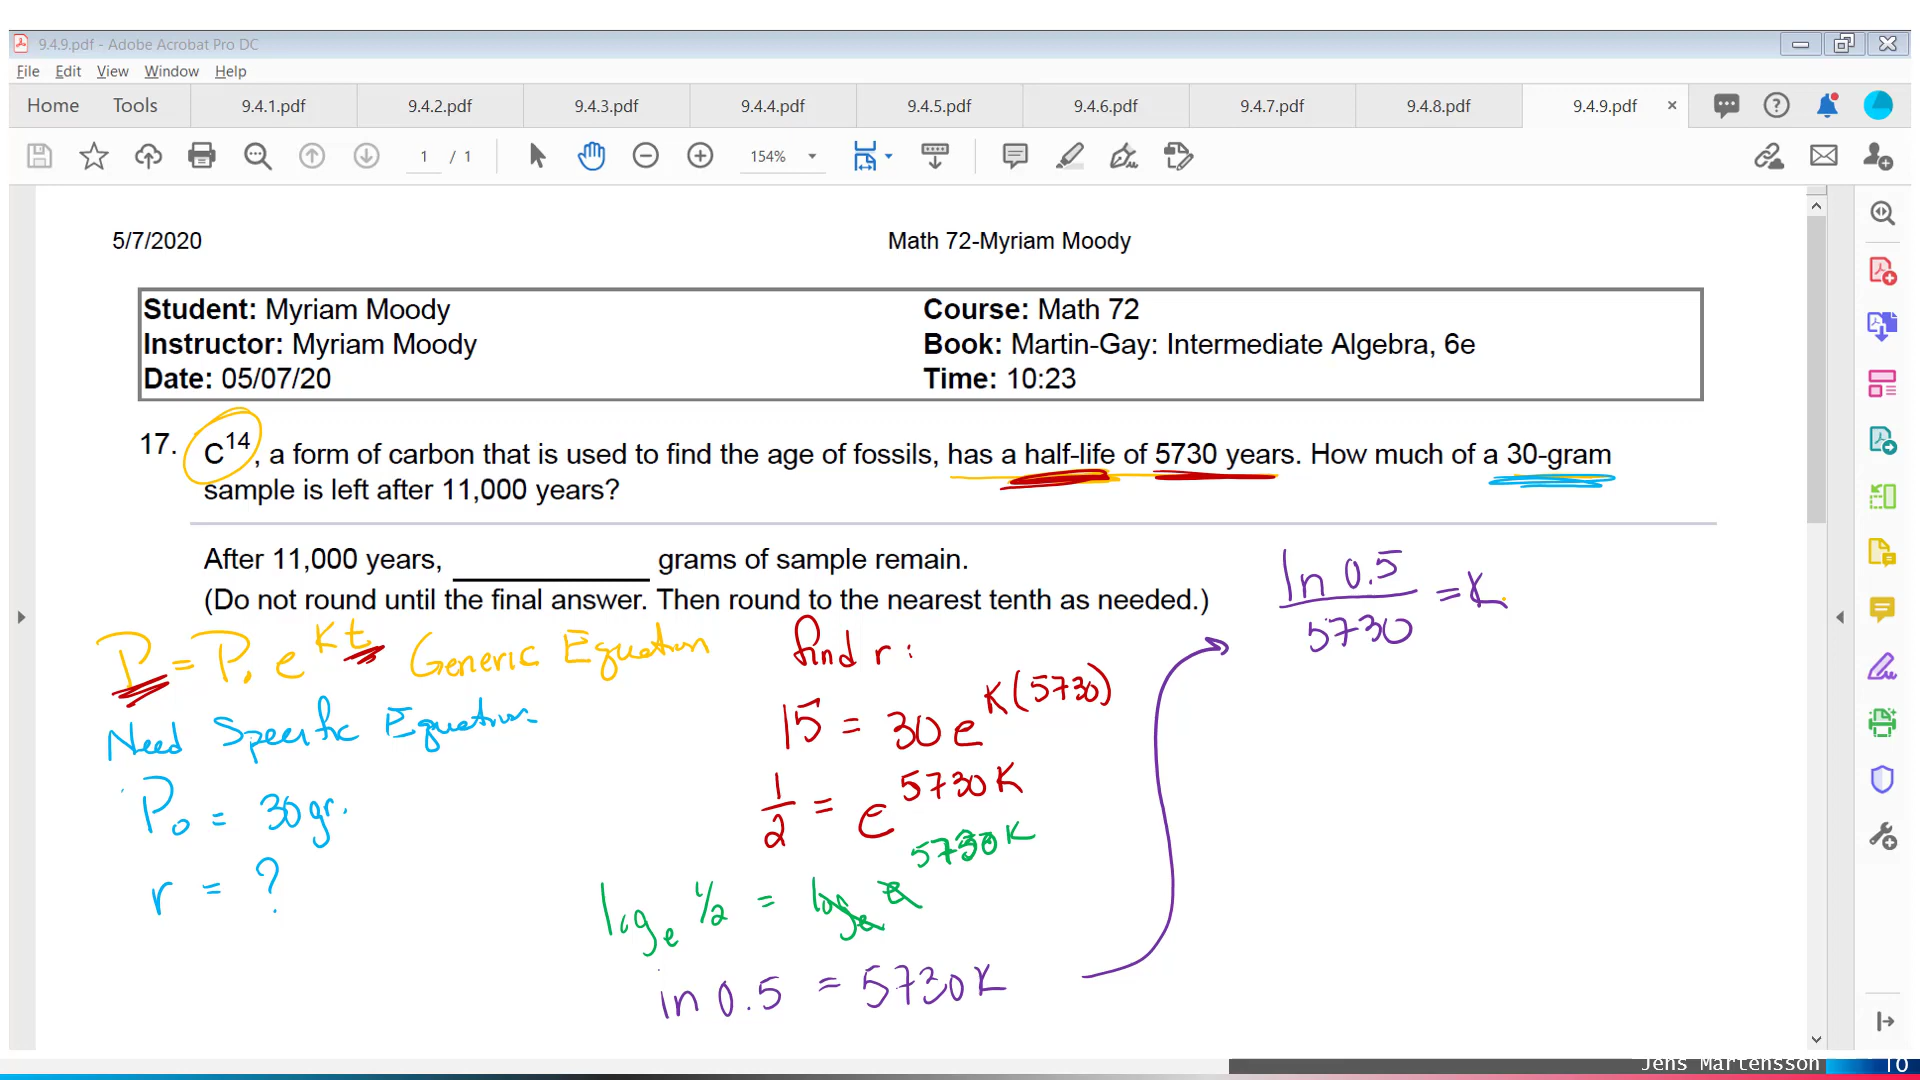 9.4.9.pdf - Adobe Acrobat Pro DC
File Edit View Window Help
Home Tools 9.4.1.pdf 9.4.2.pdf 9.4.3.pdf 9.4.4.pdf 9.4.5.pdf 9.4.6.pdf 9.4.7.pdf 9.4.8.pdf 9.4.9.pdf ×
1 / 1 154%
5/7/2020 Math 72-Myriam Moody
Student: Myriam Moody Course: Math 72
Instructor: Myriam Moody Book: Martin-Gay: Intermediate Algebra, 6e
Date: 05/07/20 Time: 10:23
17. C¹⁴, a form of carbon that is used to find the age of fossils, has a half-life of 5730 years. How much of a 30-gram
sample is left after 11,000 years?
After 11,000 years, ____________ grams of sample remain.
(Do not round until the final answer. Then round to the nearest tenth as needed.)
P = P₀ e^{Kt} Generic Equation
Need Specific Equation
P₀ = 30gr.
r = ?
find r :
15 = 30 e^{K(5730)}
1/2 = e^{5730K}
log_e 1/2 = log_e e^{5730K}
ln 0.5 = 5730K
ln 0.5 / 5730 = K
Jens Martensson 10